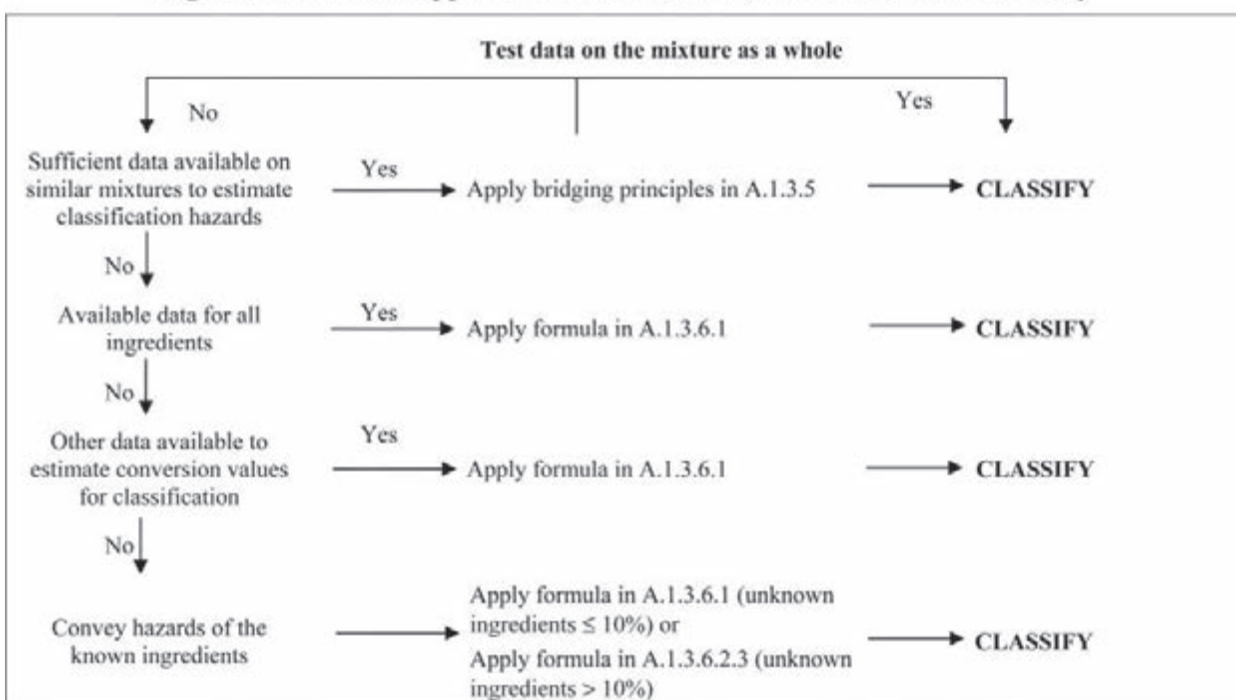 Test data on the mixture as a whole
No
Yes
Sufficient data available on
similar mixtures to estimate
classification hazards
Yes
Apply bridging principles in A.1.3.5
CLASSIFY
No
Available data for all
ingredients
Yes
Apply formula in A.1.3.6.1
CLASSIFY
No
Other data available to
estimate conversion values
for classification
Yes
Apply formula in A.1.3.6.1
CLASSIFY
No
Convey hazards of the
known ingredients
Apply formula in A.1.3.6.1 (unknown
ingredients ≤ 10%) or
Apply formula in A.1.3.6.2.3 (unknown
ingredients > 10%)
CLASSIFY